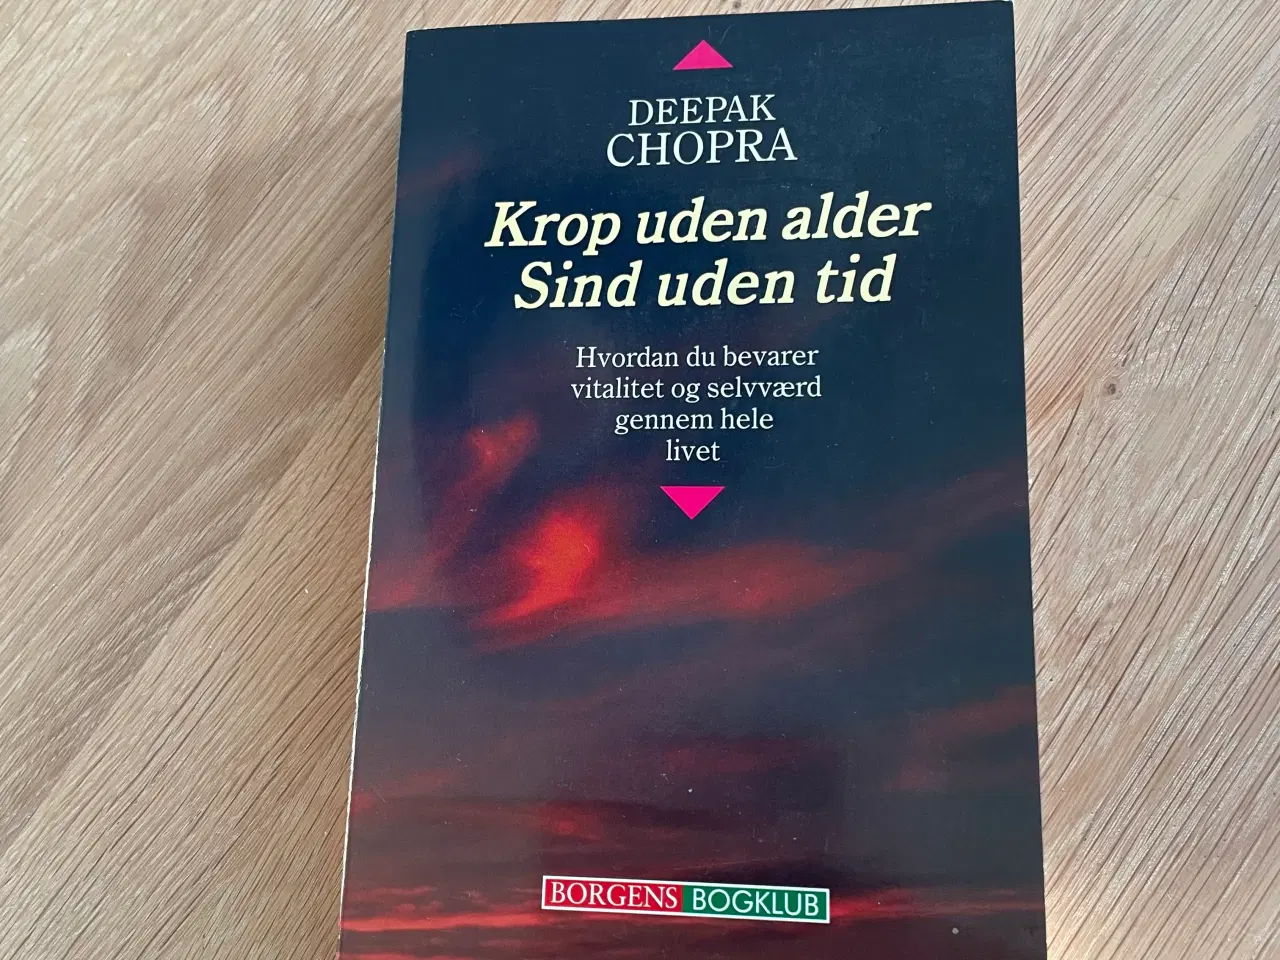 DEEPAK
CHOPRA
Krop uden alder
Sind uden tid
Hvordan du bevarer
vitalitet og selvværd
gennem hele
livet
BORGENS BOGKLUB